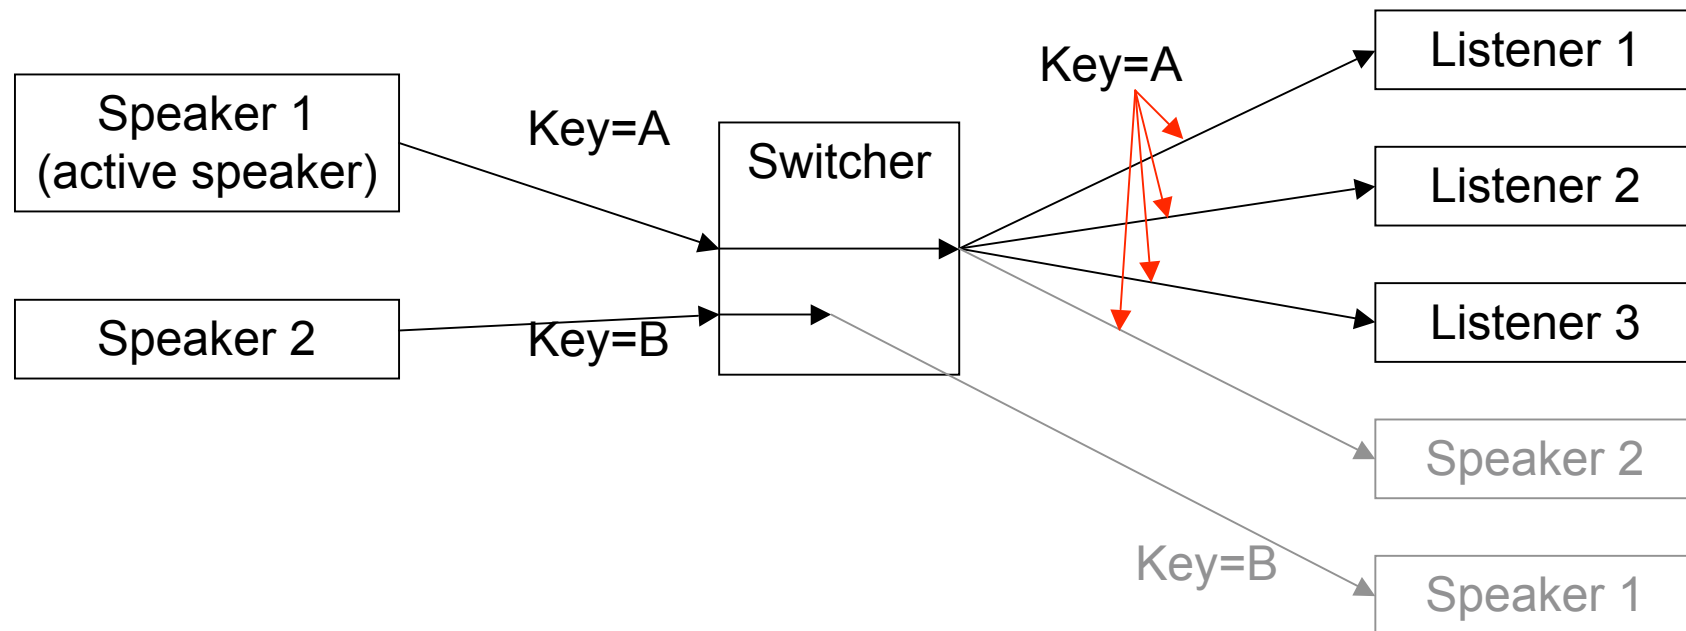 Speaker 1
(active speaker)
Speaker 2
Key=A
Key=B
Switcher
Key=A
Listener 1
Listener 2
Listener 3
Speaker 2
Key=B
Speaker 1